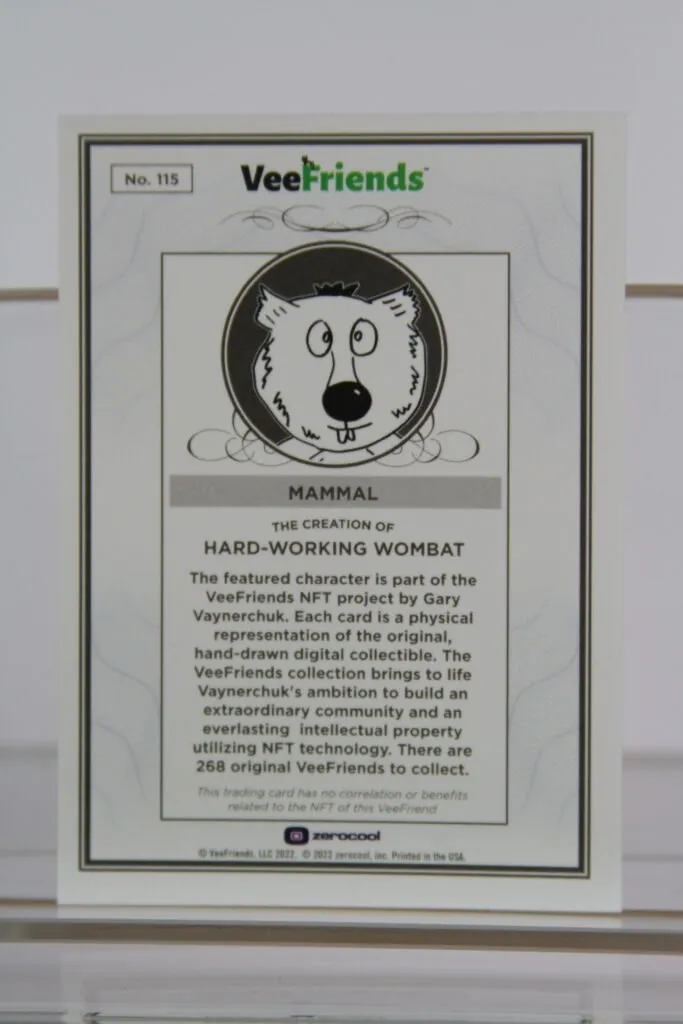 No. 115
VeeFriends™
MAMMAL
THE CREATION OF
HARD-WORKING WOMBAT
The featured character is part of the
VeeFriends NFT project by Gary
Vaynerchuk. Each card is a physical
representation of the original,
hand-drawn digital collectible. The
VeeFriends collection brings to life
Vaynerchuk's ambition to build an
extraordinary community and an
everlasting intellectual property
utilizing NFT technology. There are
268 original VeeFriends to collect.
This trading card has no correlation or benefits
related to the NFT of this VeeFriend
zerocool
© VeeFriends, LLC 2022. © 2022 zerocool, inc. Printed in the USA.